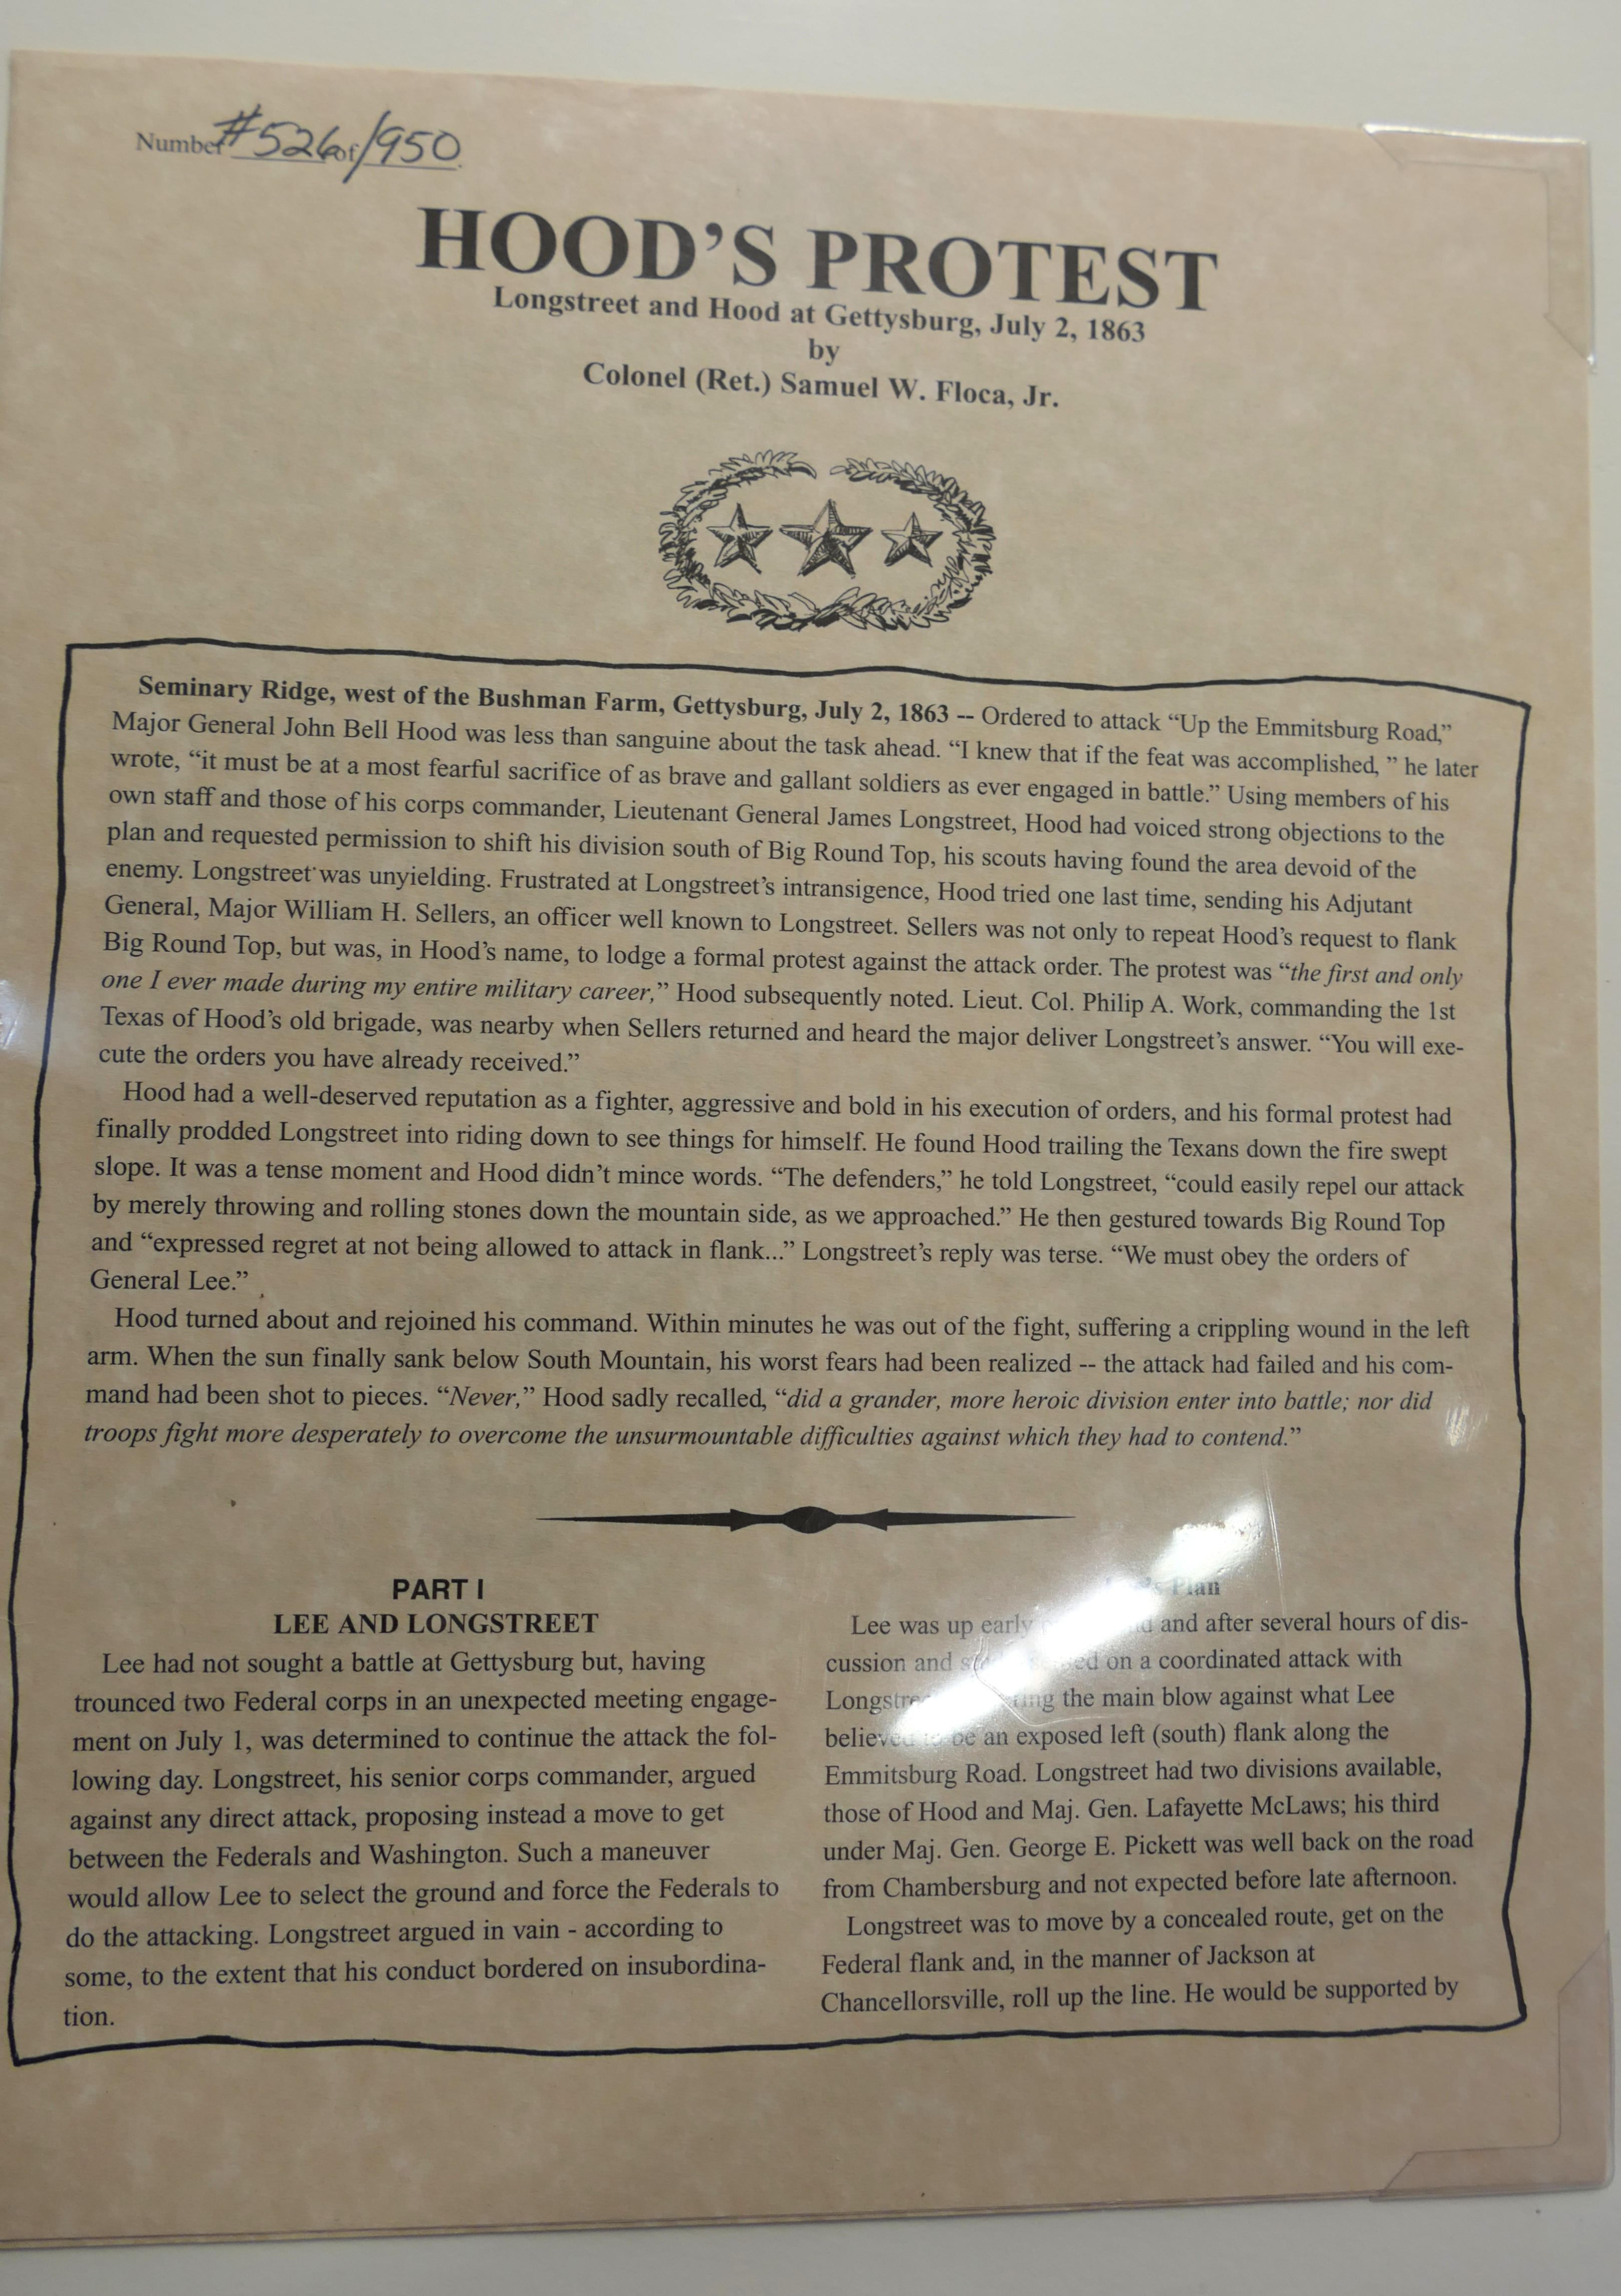 Number #526 of /950
HOOD'S PROTEST
Longstreet and Hood at Gettysburg, July 2, 1863
by
Colonel (Ret.) Samuel W. Floca, Jr.
Seminary Ridge, west of the Bushman Farm, Gettysburg, July 2, 1863 -- Ordered to attack “Up the Emmitsburg Road,”
Major General John Bell Hood was less than sanguine about the task ahead. “I knew that if the feat was accomplished, ” he later
wrote, “it must be at a most fearful sacrifice of as brave and gallant soldiers as ever engaged in battle.” Using members of his
own staff and those of his corps commander, Lieutenant General James Longstreet, Hood had voiced strong objections to the
plan and requested permission to shift his division south of Big Round Top, his scouts having found the area devoid of the
enemy. Longstreet was unyielding. Frustrated at Longstreet’s intransigence, Hood tried one last time, sending his Adjutant
General, Major William H. Sellers, an officer well known to Longstreet. Sellers was not only to repeat Hood’s request to flank
Big Round Top, but was, in Hood’s name, to lodge a formal protest against the attack order. The protest was “the first and only
one I ever made during my entire military career,” Hood subsequently noted. Lieut. Col. Philip A. Work, commanding the 1st
Texas of Hood’s old brigade, was nearby when Sellers returned and heard the major deliver Longstreet’s answer. “You will exe-
cute the orders you have already received.”
Hood had a well-deserved reputation as a fighter, aggressive and bold in his execution of orders, and his formal protest had
finally prodded Longstreet into riding down to see things for himself. He found Hood trailing the Texans down the fire swept
slope. It was a tense moment and Hood didn’t mince words. “The defenders,” he told Longstreet, “could easily repel our attack
by merely throwing and rolling stones down the mountain side, as we approached.” He then gestured towards Big Round Top
and “expressed regret at not being allowed to attack in flank...” Longstreet’s reply was terse. “We must obey the orders of
General Lee.”
Hood turned about and rejoined his command. Within minutes he was out of the fight, suffering a crippling wound in the left
arm. When the sun finally sank below South Mountain, his worst fears had been realized -- the attack had failed and his com-
mand had been shot to pieces. “Never,” Hood sadly recalled, “did a grander, more heroic division enter into battle; nor did
troops fight more desperately to overcome the unsurmountable difficulties against which they had to contend.”
PART I
LEE AND LONGSTREET
Lee had not sought a battle at Gettysburg but, having
trounced two Federal corps in an unexpected meeting engage-
ment on July 1, was determined to continue the attack the fol-
lowing day. Longstreet, his senior corps commander, argued
against any direct attack, proposing instead a move to get
between the Federals and Washington. Such a maneuver
would allow Lee to select the ground and force the Federals to
do the attacking. Longstreet argued in vain - according to
some, to the extent that his conduct bordered on insubordina-
tion.
Plan
Lee was up early and after several hours of dis-
cussion and on a coordinated attack with
the main blow against what Lee
believed to be an exposed left (south) flank along the
Emmitsburg Road. Longstreet had two divisions available,
those of Hood and Maj. Gen. Lafayette McLaws; his third
under Maj. Gen. George E. Pickett was well back on the road
from Chambersburg and not expected before late afternoon.
Longstreet was to move by a concealed route, get on the
Federal flank and, in the manner of Jackson at
Chancellorsville, roll up the line. He would be supported by